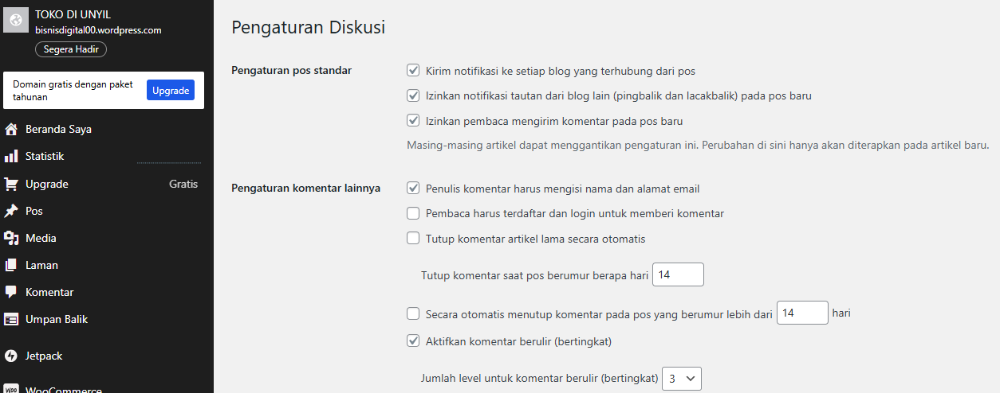 TOKO DI UNYIL
bisnisdigital00.wordpress.com
Segera Hadir
Domain gratis dengan paket
tahunan
Upgrade
Beranda Saya
Statistik
Upgrade Gratis
Pos
Media
Laman
Komentar
Umpan Balik
Jetpack
WooCommerce
Pengaturan Diskusi
Pengaturan pos standar
Kirim notifikasi ke setiap blog yang terhubung dari pos
Izinkan notifikasi tautan dari blog lain (pingbalik dan lacakbalik) pada pos baru
Izinkan pembaca mengirim komentar pada pos baru
Masing-masing artikel dapat menggantikan pengaturan ini. Perubahan di sini hanya akan diterapkan pada artikel baru.
Pengaturan komentar lainnya
Penulis komentar harus mengisi nama dan alamat email
Pembaca harus terdaftar dan login untuk memberi komentar
Tutup komentar artikel lama secara otomatis
Tutup komentar saat pos berumur berapa hari 14
Secara otomatis menutup komentar pada pos yang berumur lebih dari 14 hari
Aktifkan komentar berulir (bertingkat)
Jumlah level untuk komentar berulir (bertingkat) 3